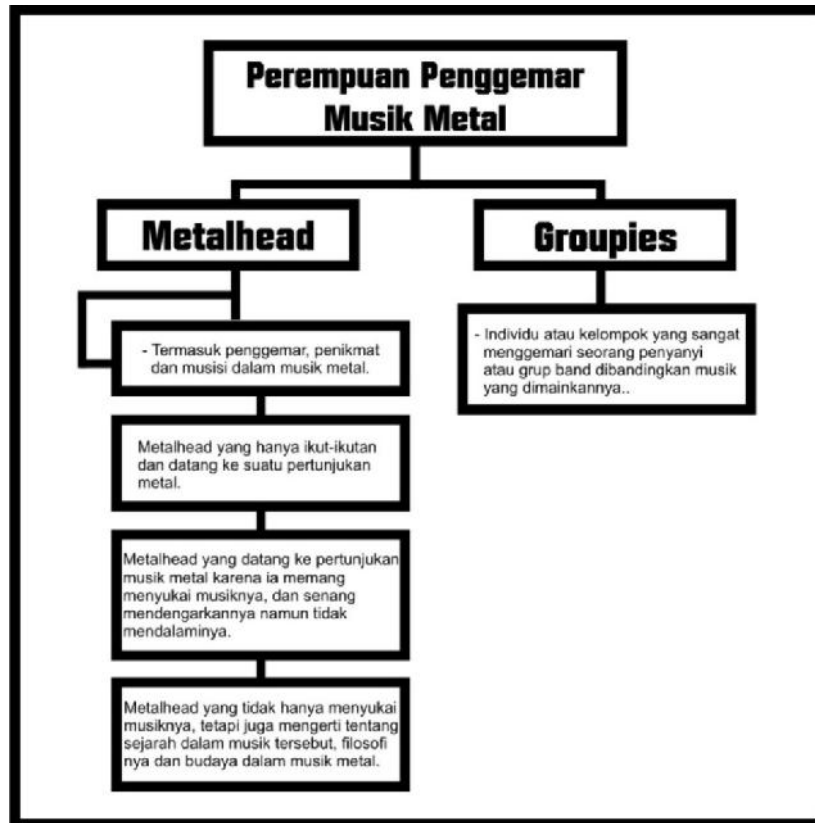 Perempuan Penggemar
Musik Metal
Metalhead
Groupies
- Termasuk penggemar, penikmat
dan musisi dalam musik metal.
Metalhead yang hanya ikut-ikutan
dan datang ke suatu pertunjukan
metal.
Metalhead yang datang ke pertunjukan
musik metal karena ia memang
menyukai musiknya, dan senang
mendengarkannya namun tidak
mendalaminya.
Metalhead yang tidak hanya menyukai
musiknya, tetapi juga mengerti tentang
sejarah dalam musik tersebut, filosofi
nya dan budaya dalam musik metal.
- Individu atau kelompok yang sangat
menggemari seorang penyanyi
atau grup band dibandingkan musik
yang dimainkannya..